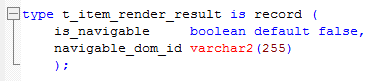 type t_item_render_result is record (
    is_navigable     boolean default false,
    navigable_dom_id varchar2(255)
    );